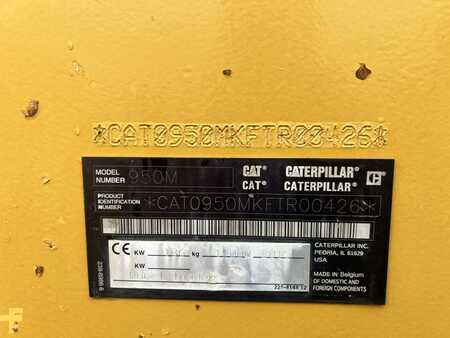 *CAT0950MKFTR00426*
MODEL NUMBER 950M
CAT CATERPILLAR
CAT® CATERPILLAR®
PRODUCT IDENTIFICATION NUMBER *CAT0950MKFTR00426*
CE KW kg
KW
CATERPILLAR INC.
PEORIA, IL 61629
USA
MADE IN Belgium
OF DOMESTIC AND
FOREIGN COMPONENTS